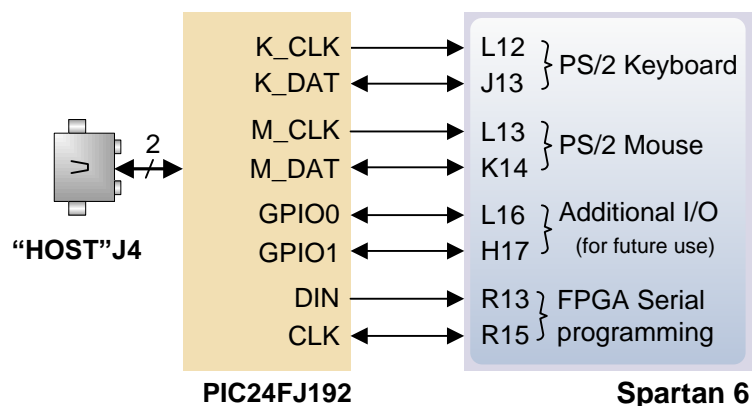 K_CLK L12
K_DAT J13 PS/2 Keyboard
M_CLK L13
M_DAT K14 PS/2 Mouse
2
GPIO0 L16 Additional I/O
GPIO1 H17 (for future use)
“HOST”J4
DIN R13 FPGA Serial
CLK R15 programming
PIC24FJ192 Spartan 6